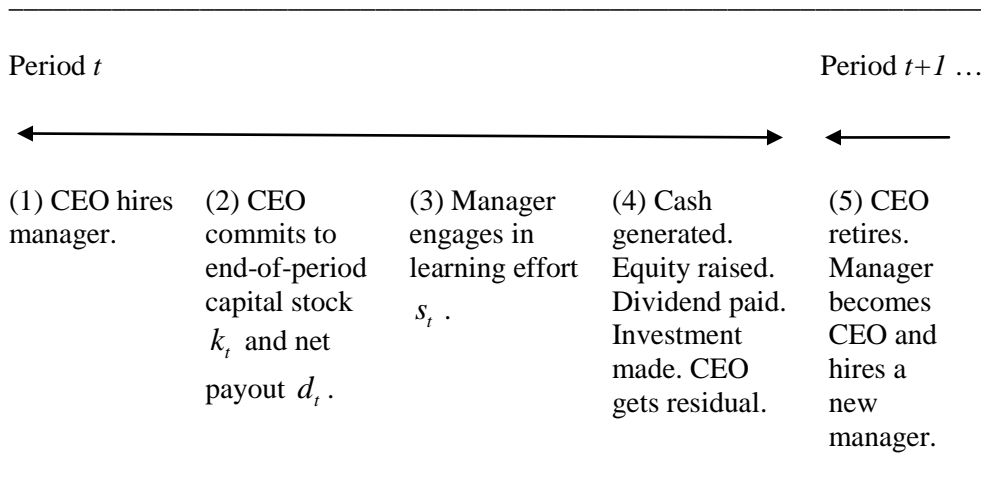 Period t
Period t+1 …
(1) CEO hires
manager.
(2) CEO
commits to
end-of-period
capital stock
k_t and net
payout d_t .
(3) Manager
engages in
learning effort
s_t .
(4) Cash
generated.
Equity raised.
Dividend paid.
Investment
made. CEO
gets residual.
(5) CEO
retires.
Manager
becomes
CEO and
hires a
new
manager.